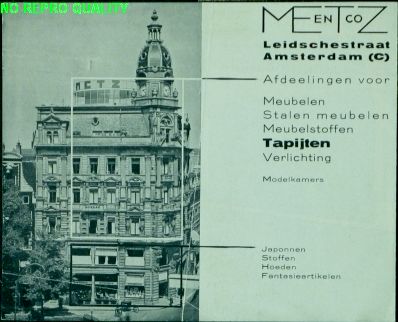 NO REPRO QUALITY
METZ
METZ
EN CO
Leidschestraat
Amsterdam (C)
Afdeelingen voor
Meubelen
Stalen meubelen
Meubelstoffen
Tapijten
Verlichting
Modelkamers
Japonnen
Stoffen
Hoeden
Fantasieartikelen